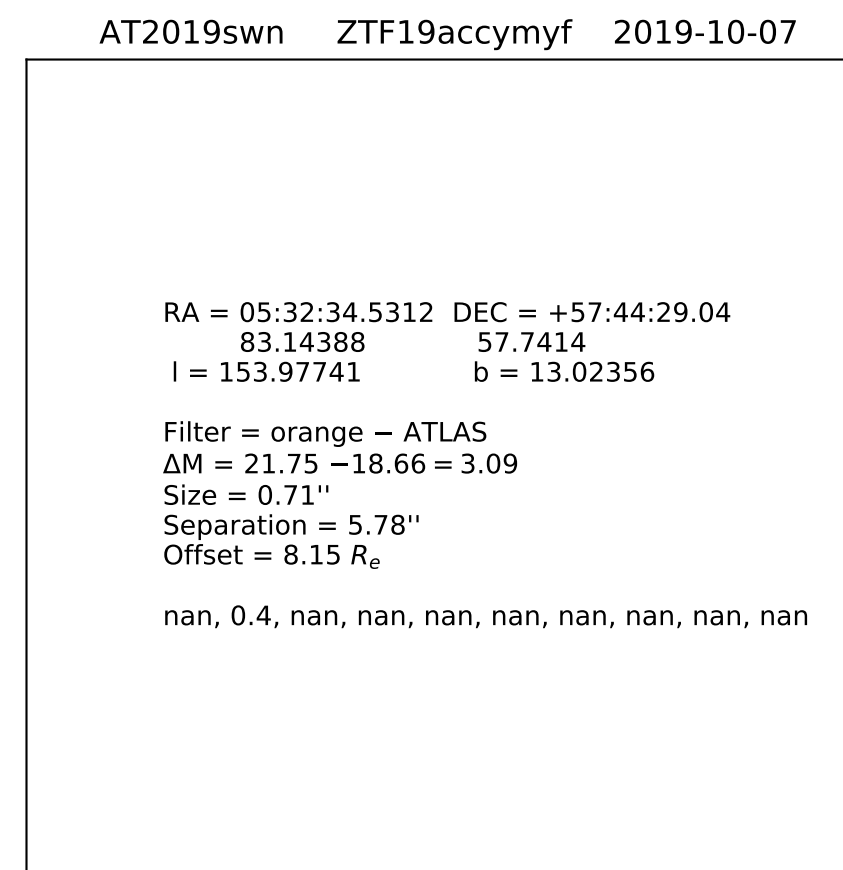 AT2019swn ZTF19accymyf 2019-10-07
RA = 05:32:34.5312 DEC = +57:44:29.04
83.14388 57.7414
l = 153.97741 b = 13.02356
Filter = orange − ATLAS
ΔM = 21.75 −18.66 = 3.09
Size = 0.71''
Separation = 5.78''
Offset = 8.15 Re
nan, 0.4, nan, nan, nan, nan, nan, nan, nan, nan